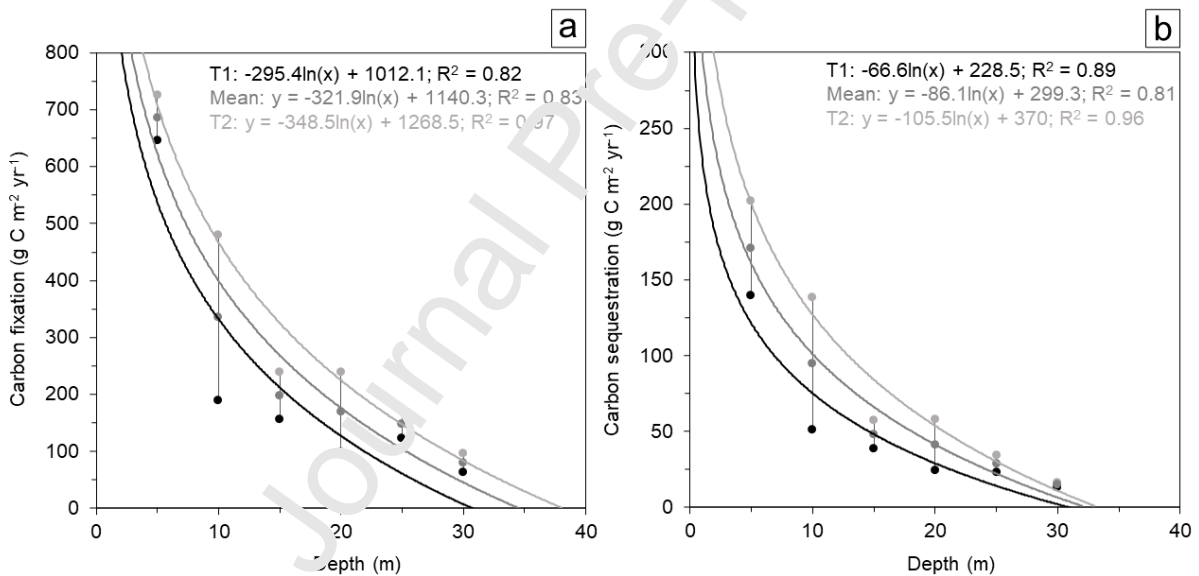 a
T1: -295.4ln(x) + 1012.1; R² = 0.82
Mean: y = -321.9ln(x) + 1140.3; R² = 0.83
T2: y = -348.5ln(x) + 1268.5; R² = 0.97
Carbon fixation (g C m⁻² yr⁻¹)
800
700
600
500
400
300
200
100
0
0 10 20 30 40
Depth (m)
b
T1: -66.6ln(x) + 228.5; R² = 0.89
Mean: y = -86.1ln(x) + 299.3; R² = 0.81
T2: y = -105.5ln(x) + 370; R² = 0.96
Carbon sequestration (g C m⁻² yr⁻¹)
300
250
200
150
100
50
0
0 10 20 30 40
Depth (m)
Journal Pre-